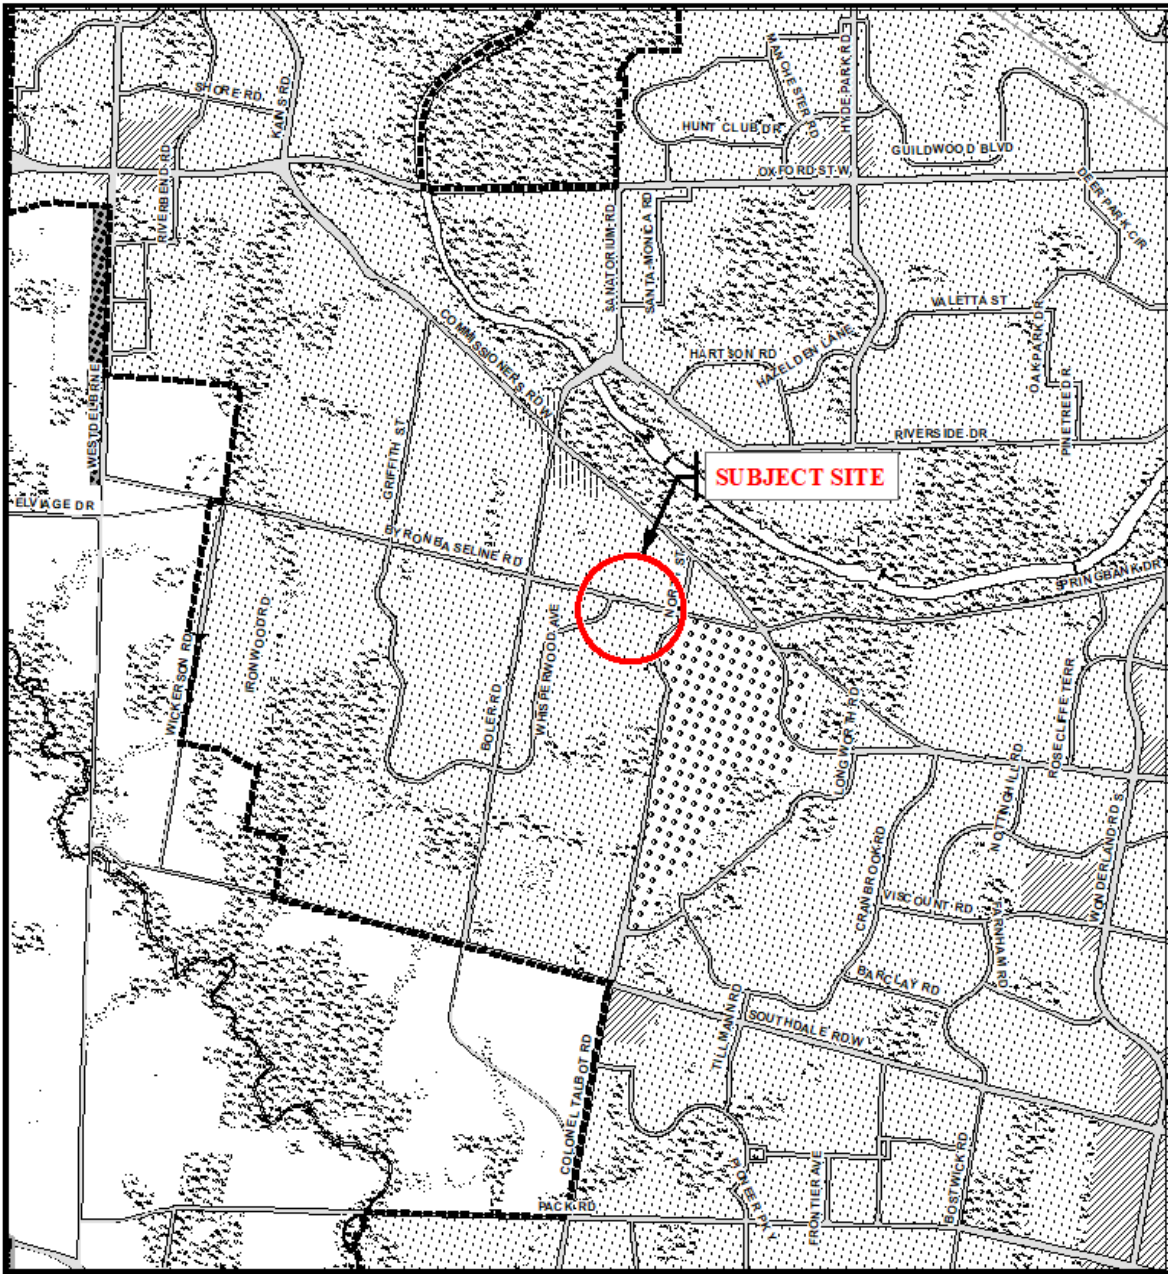 SHORE RD
KAINS RD
MANCHESTER RD
HYDE PARK RD
HUNT CLUB DR
GUILDWOOD BLVD
OXFORD ST W
DEER PARK CIR
RIVERBEND RD
SANATORIUM RD
SANTA MONICA RD
VALETTA ST
COMMISSIONERS RD W
HARTSON RD
HAZELDEN LANE
OAKPARK DR
PINETREE DR
WESTDEL BRNE
GRIFFITH ST
RIVERSIDE DR
SUBJECT SITE
ELVIAGE DR
BYRON BASELINE RD
SPRINGBANK DR
IRONWOOD RD
WICKERSON RD
WHISPERWOOD AVE
BOLER RD
LONGWORTH RD
ROSECLIFFE TERR
NOTTINGHILL RD
WONDERLAND RD S
CRANBROOK RD
VISCOUNT RD
FARNHAM RD
BARCLAY RD
TILLMANN RD
SOUTHDALE RD W
COLONEL TALBOT RD
PACK RD
PIONEER PKY
FRONTIER AVE
BOSTWICK RD